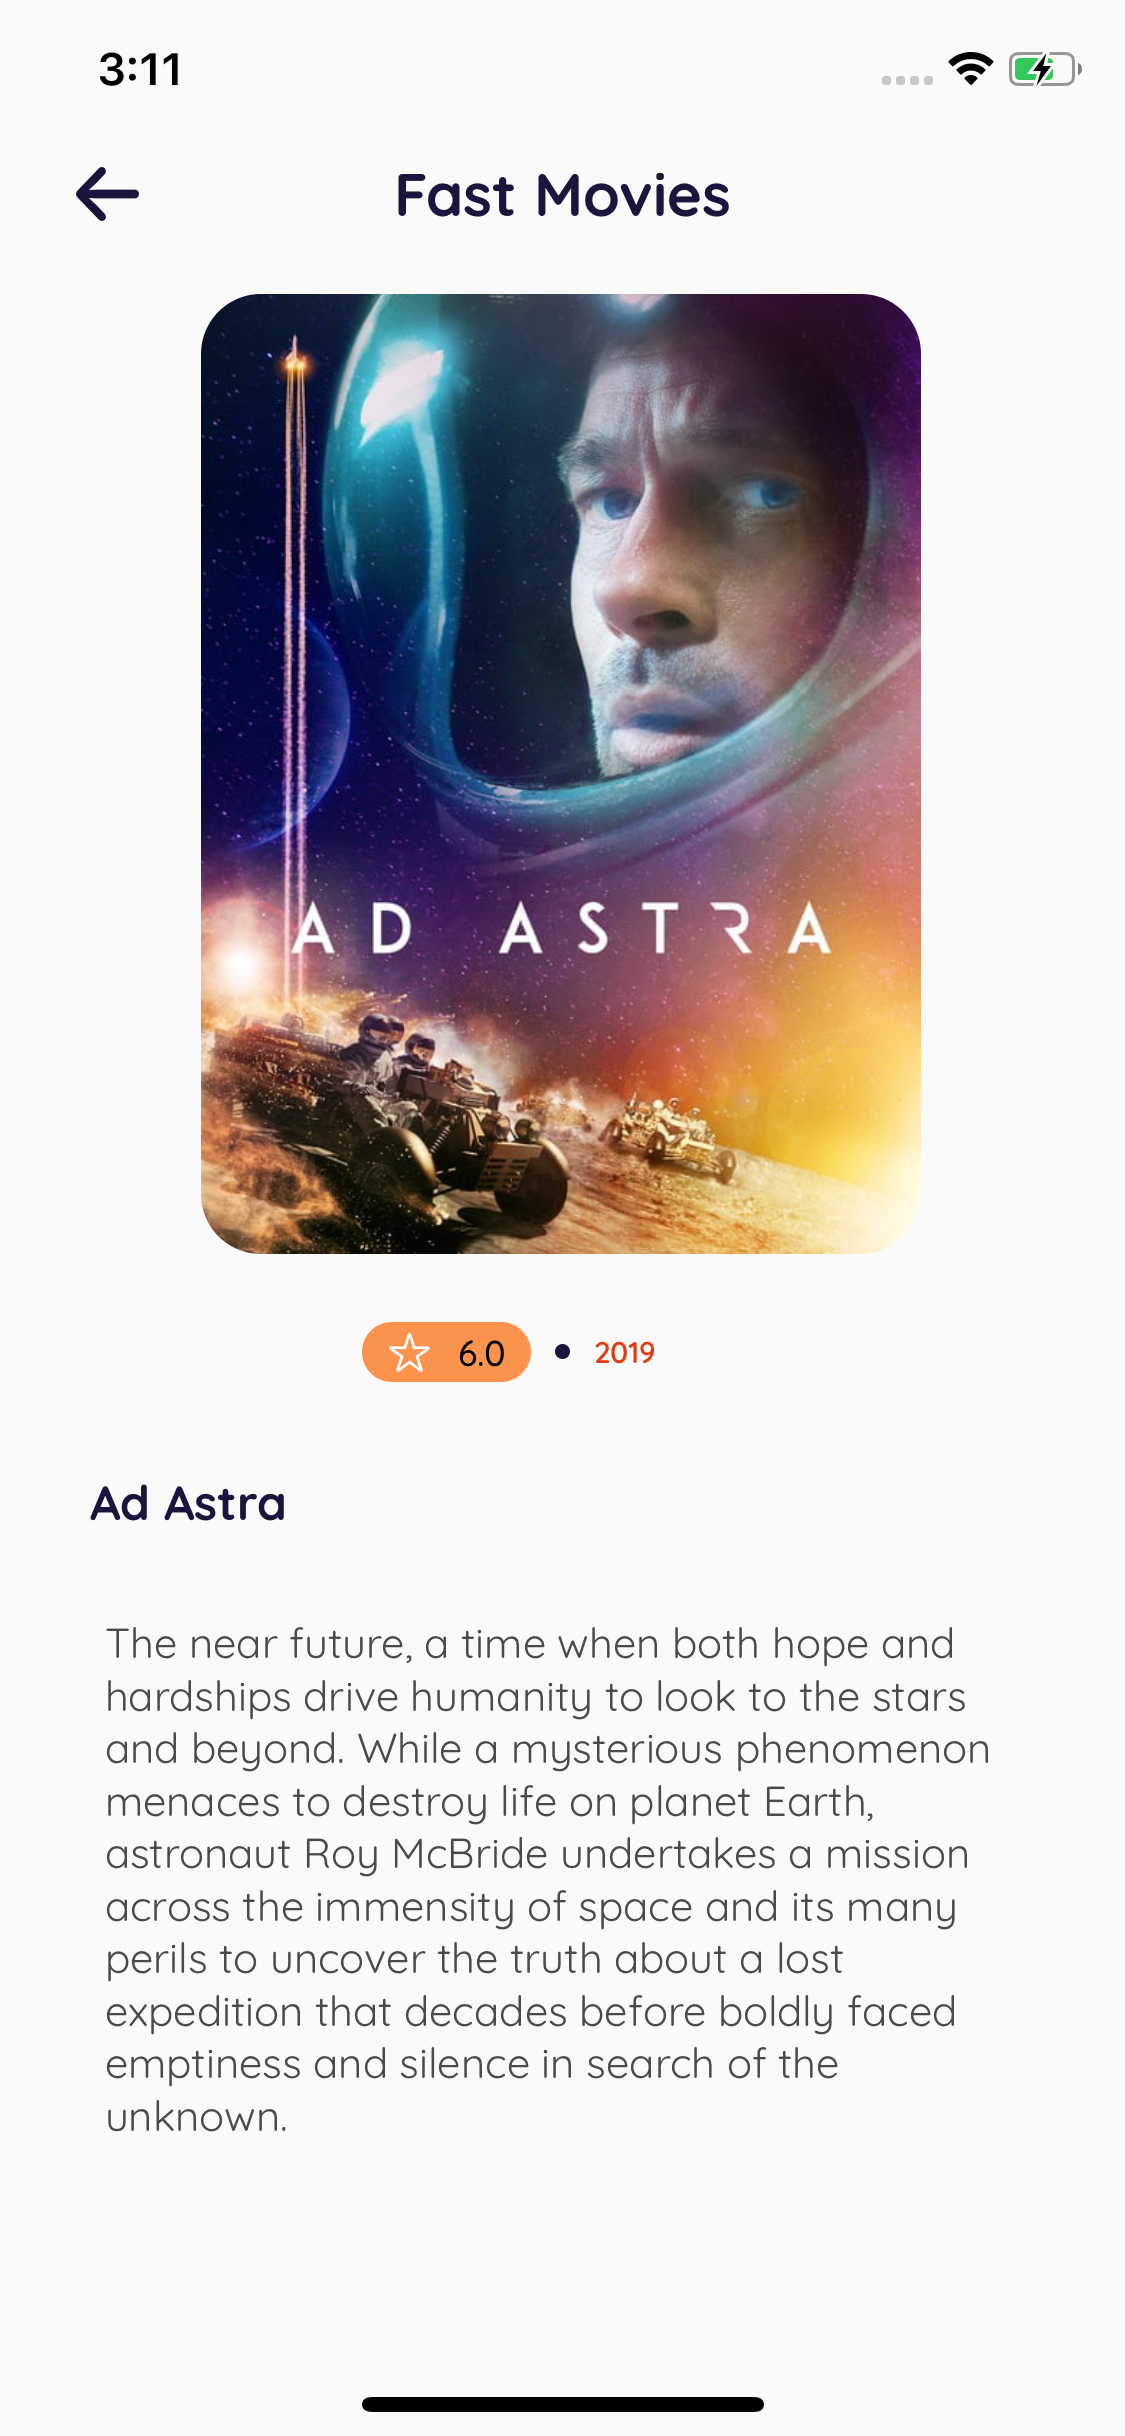 3:11
Fast Movies
AD ASTRA
6.0 • 2019
Ad Astra
The near future, a time when both hope and
hardships drive humanity to look to the stars
and beyond. While a mysterious phenomenon
menaces to destroy life on planet Earth,
astronaut Roy McBride undertakes a mission
across the immensity of space and its many
perils to uncover the truth about a lost
expedition that decades before boldly faced
emptiness and silence in search of the
unknown.